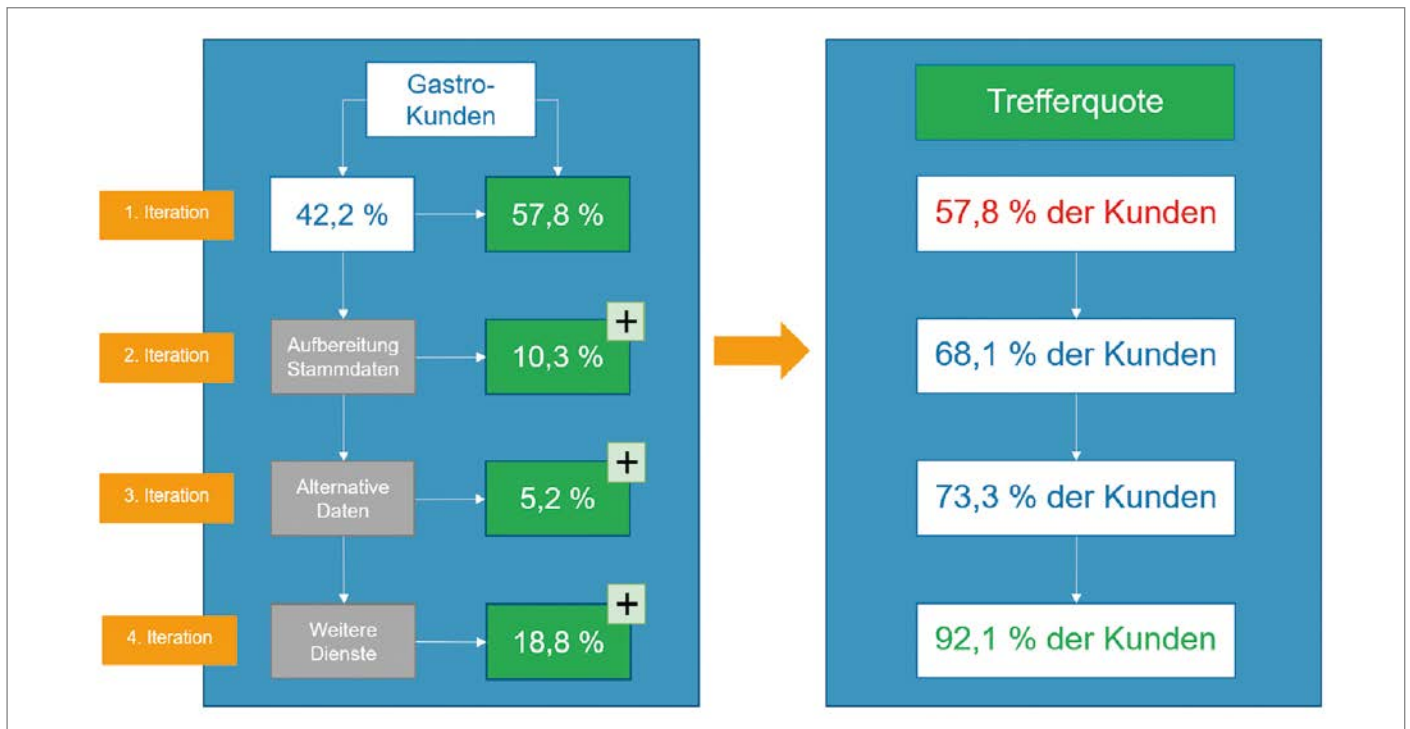 Gastro-
Kunden
1. Iteration
42,2 %
57,8 %
2. Iteration
Aufbereitung
Stammdaten
10,3 %
+
3. Iteration
Alternative
Daten
5,2 %
+
4. Iteration
Weitere
Dienste
18,8 %
+
Trefferquote
57,8 % der Kunden
68,1 % der Kunden
73,3 % der Kunden
92,1 % der Kunden